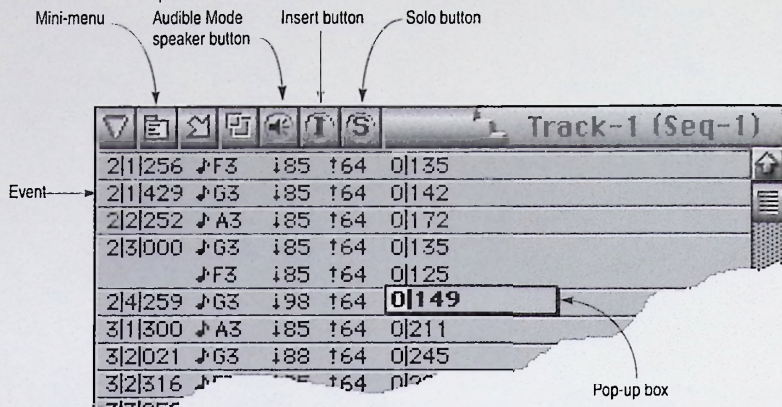 Mini-menu
Audible Mode
speaker button
Insert button
Solo button
I S Track-1 (Seq-1)
Event
2|1|256 ♪F3 ↓85 ↑64 0|135
2|1|429 ♪G3 ↓85 ↑64 0|142
2|2|252 ♪A3 ↓85 ↑64 0|172
2|3|000 ♪G3 ↓85 ↑64 0|135
♪F3 ↓85 ↑64 0|125
2|4|259 ♪G3 ↓98 ↑64 0|149
3|1|300 ♪A3 ↓85 ↑64 0|211
3|2|021 ♪G3 ↓88 ↑64 0|245
3|2|316 ↑64
Pop-up box